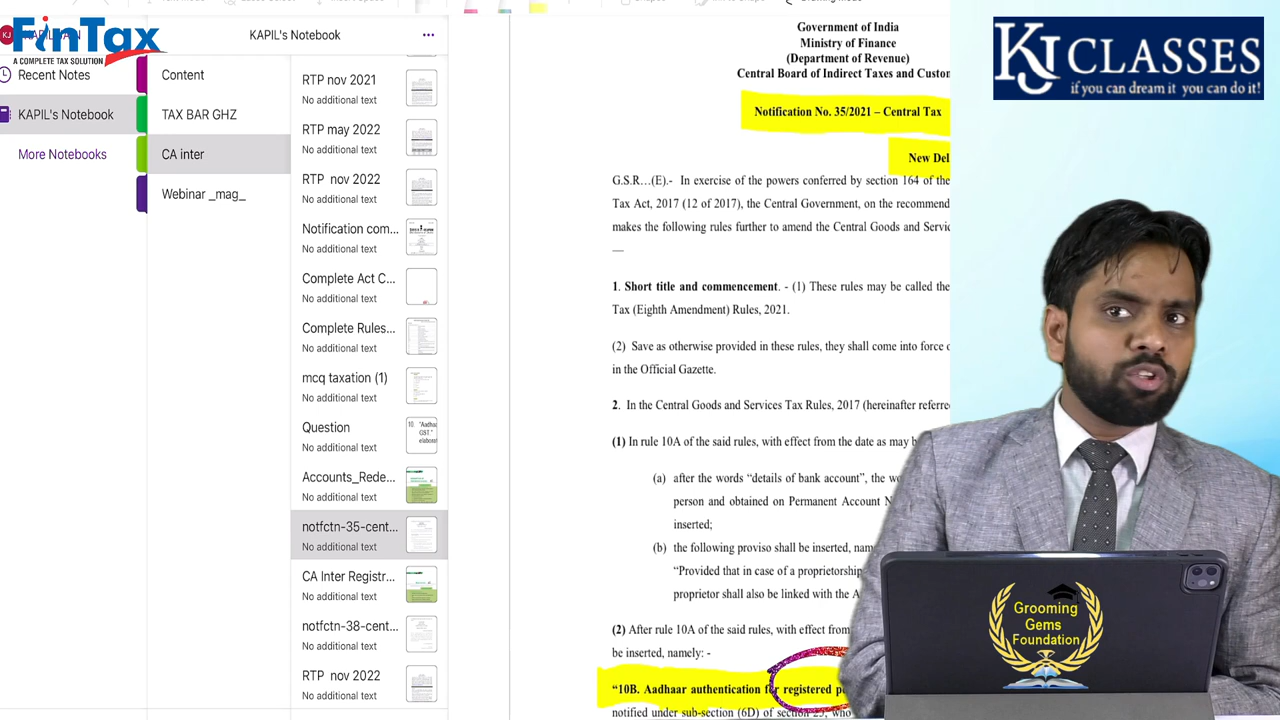 FinTax
A COMPLETE TAX SOLUTION
KJ
KAPIL's Notebook
Recent Notes
KAPIL's Notebook
More Notebooks
Content
TAX BAR GHZ
CA inter
Webinar _mag_
RTP nov 2021
No additional text
RTP may 2022
No additional text
RTP nov 2022
No additional text
Notification com...
No additional text
Complete Act C...
No additional text
Complete Rules...
No additional text
mcq taxation (1)
No additional text
Question
No additional text
Accounts_Rede...
No additional text
notfctn-35-cent...
No additional text
CA Inter Registr...
No additional text
notfctn-35-cent...
No additional text
RTP nov 2022
No additional text
Government of India
Ministry of Finance
(Department of Revenue)
Central Board of Indirect Taxes and Custom
Notification No. 35/2021 – Central Tax
New Del
G.S.R…(E).- In exercise of the powers conferred by section 164 of the
Tax Act, 2017 (12 of 2017), the Central Government, on the recommend
makes the following rules further to amend the Central Goods and Servic
—
1. Short title and commencement. - (1) These rules may be called the
Tax (Eighth Amendment) Rules, 2021.
(2) Save as otherwise provided in these rules, they shall come into force o
in the Official Gazette.
2. In the Central Goods and Services Tax Rules, 2017 (hereinafter referre
(1) In rule 10A of the said rules, with effect from the date as may b
(a) after the words “details of bank account”, the wo
person and obtained on Permanent Account N
inserted;
(b) the following proviso shall be inserted, nam
“Provided that in case of a proprietorship
proprietor shall also be linked with the A
(2) After rule 10A of the said rules, with effect from
be inserted, namely: -
“10B. Aadhaar authentication for registered p
notified under sub-section (6D) of section 25, who
KJ CLASSES
if you can dream it you can do it!
Grooming
Gems
Foundation